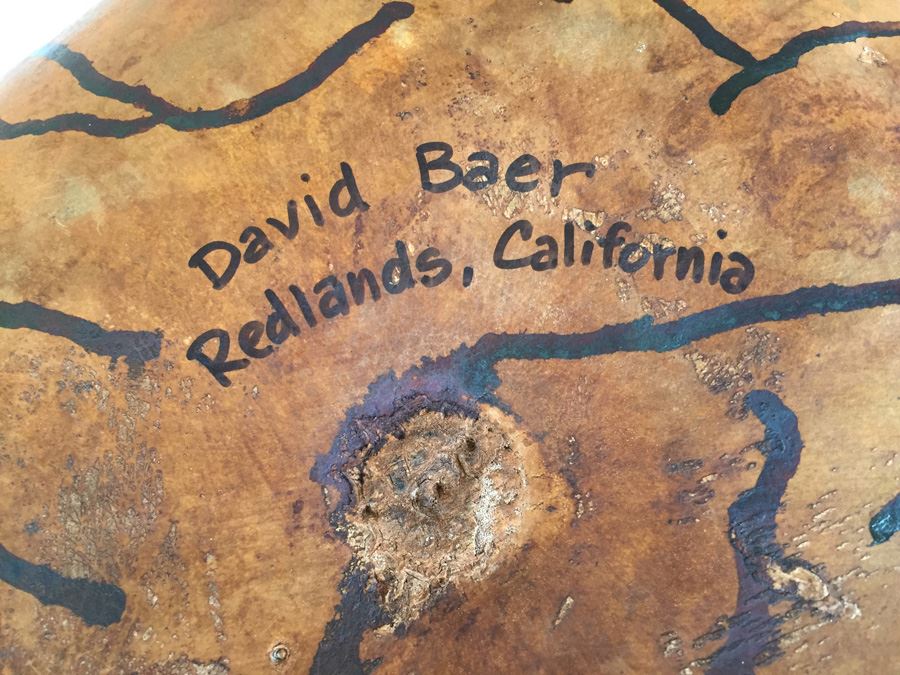 David Baer
Redlands, California